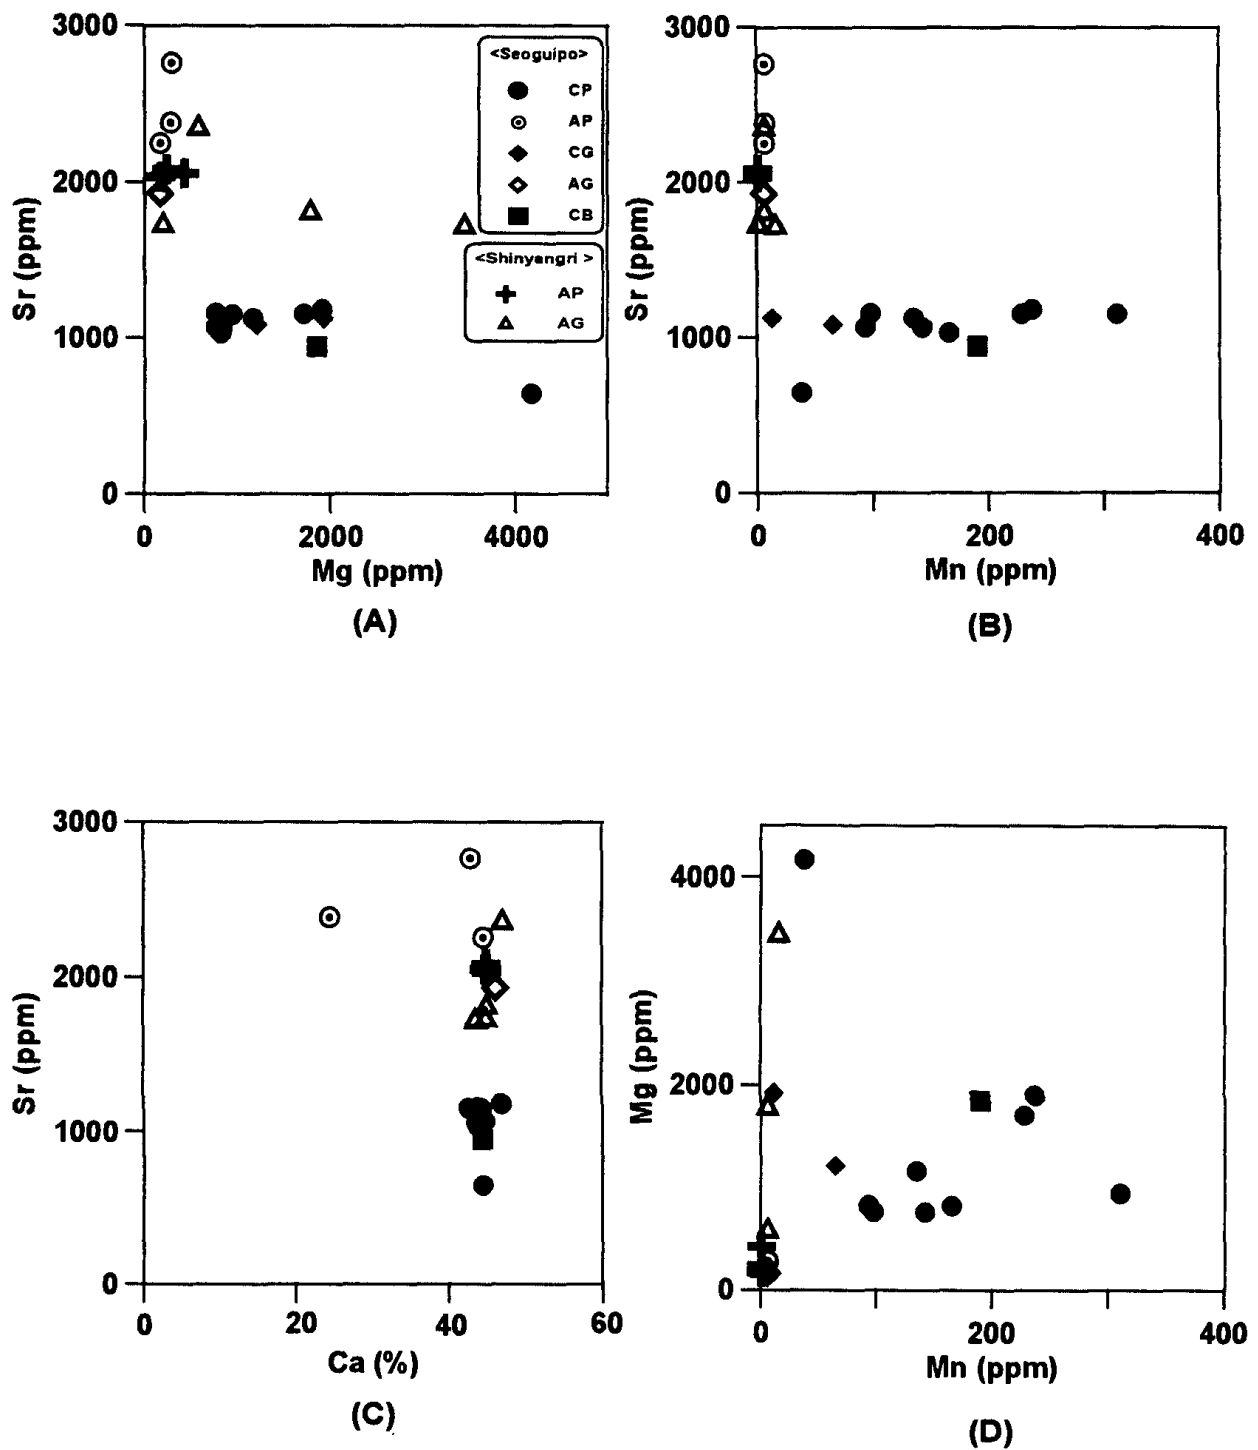 3000
2000
1000
0
Sr (ppm)
0
2000
4000
Mg (ppm)
(A)
<Seoguipo>
CP
AP
CG
AG
CB
<Shinyangri >
AP
AG
3000
2000
1000
0
Sr (ppm)
0
200
400
Mn (ppm)
(B)
3000
2000
1000
0
Sr (ppm)
0
20
40
60
Ca (%)
(C)
4000
2000
0
Mg (ppm)
0
200
400
Mn (ppm)
(D)